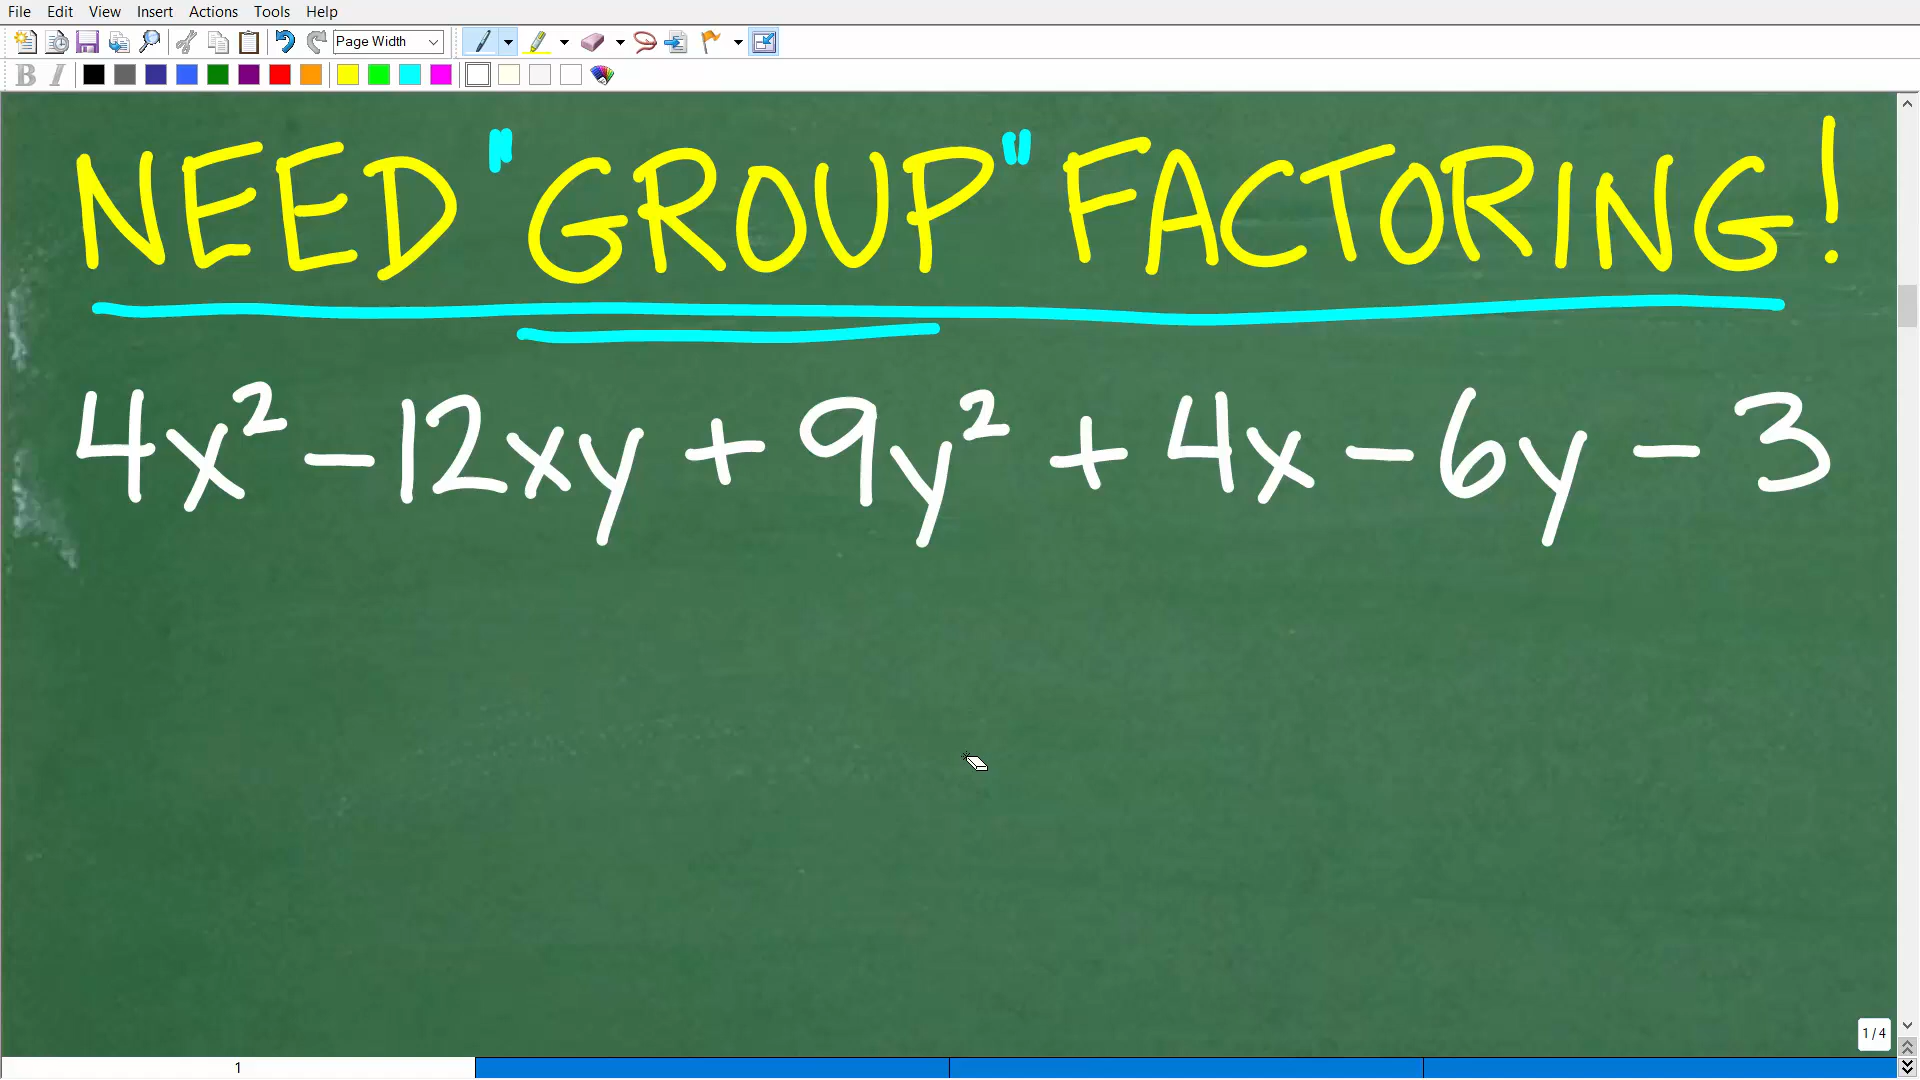 File Edit View Insert Actions Tools Help
Page Width
B I
NEED "GROUP" FACTORING!
4x² - 12xy + 9y² + 4x - 6y - 3
1 / 4
1